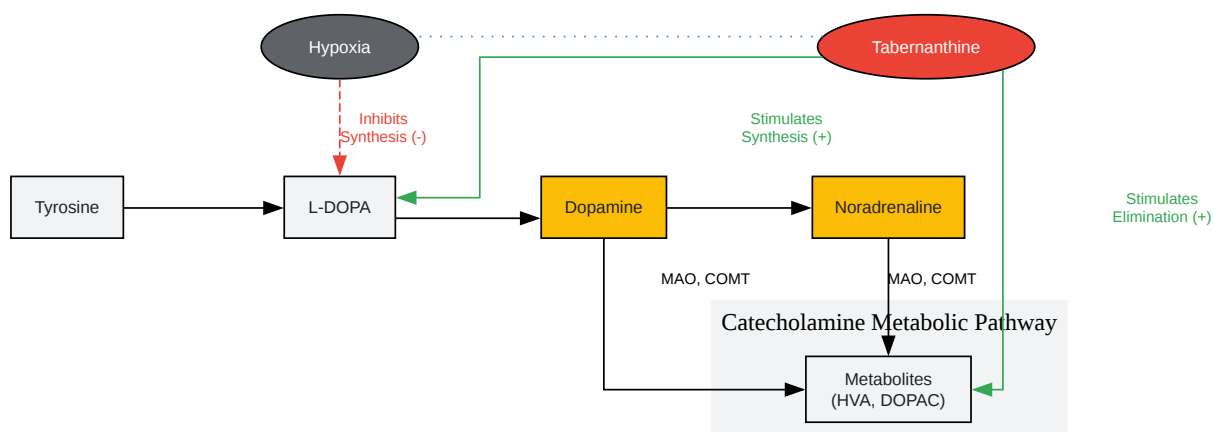 Hypoxia
Tabernanthine
Inhibits
Synthesis (-)
Stimulates
Synthesis (+)
Tyrosine
L-DOPA
Dopamine
Noradrenaline
Stimulates
Elimination (+)
MAO, COMT
MAO, COMT
Catecholamine Metabolic Pathway
Metabolites
(HVA, DOPAC)